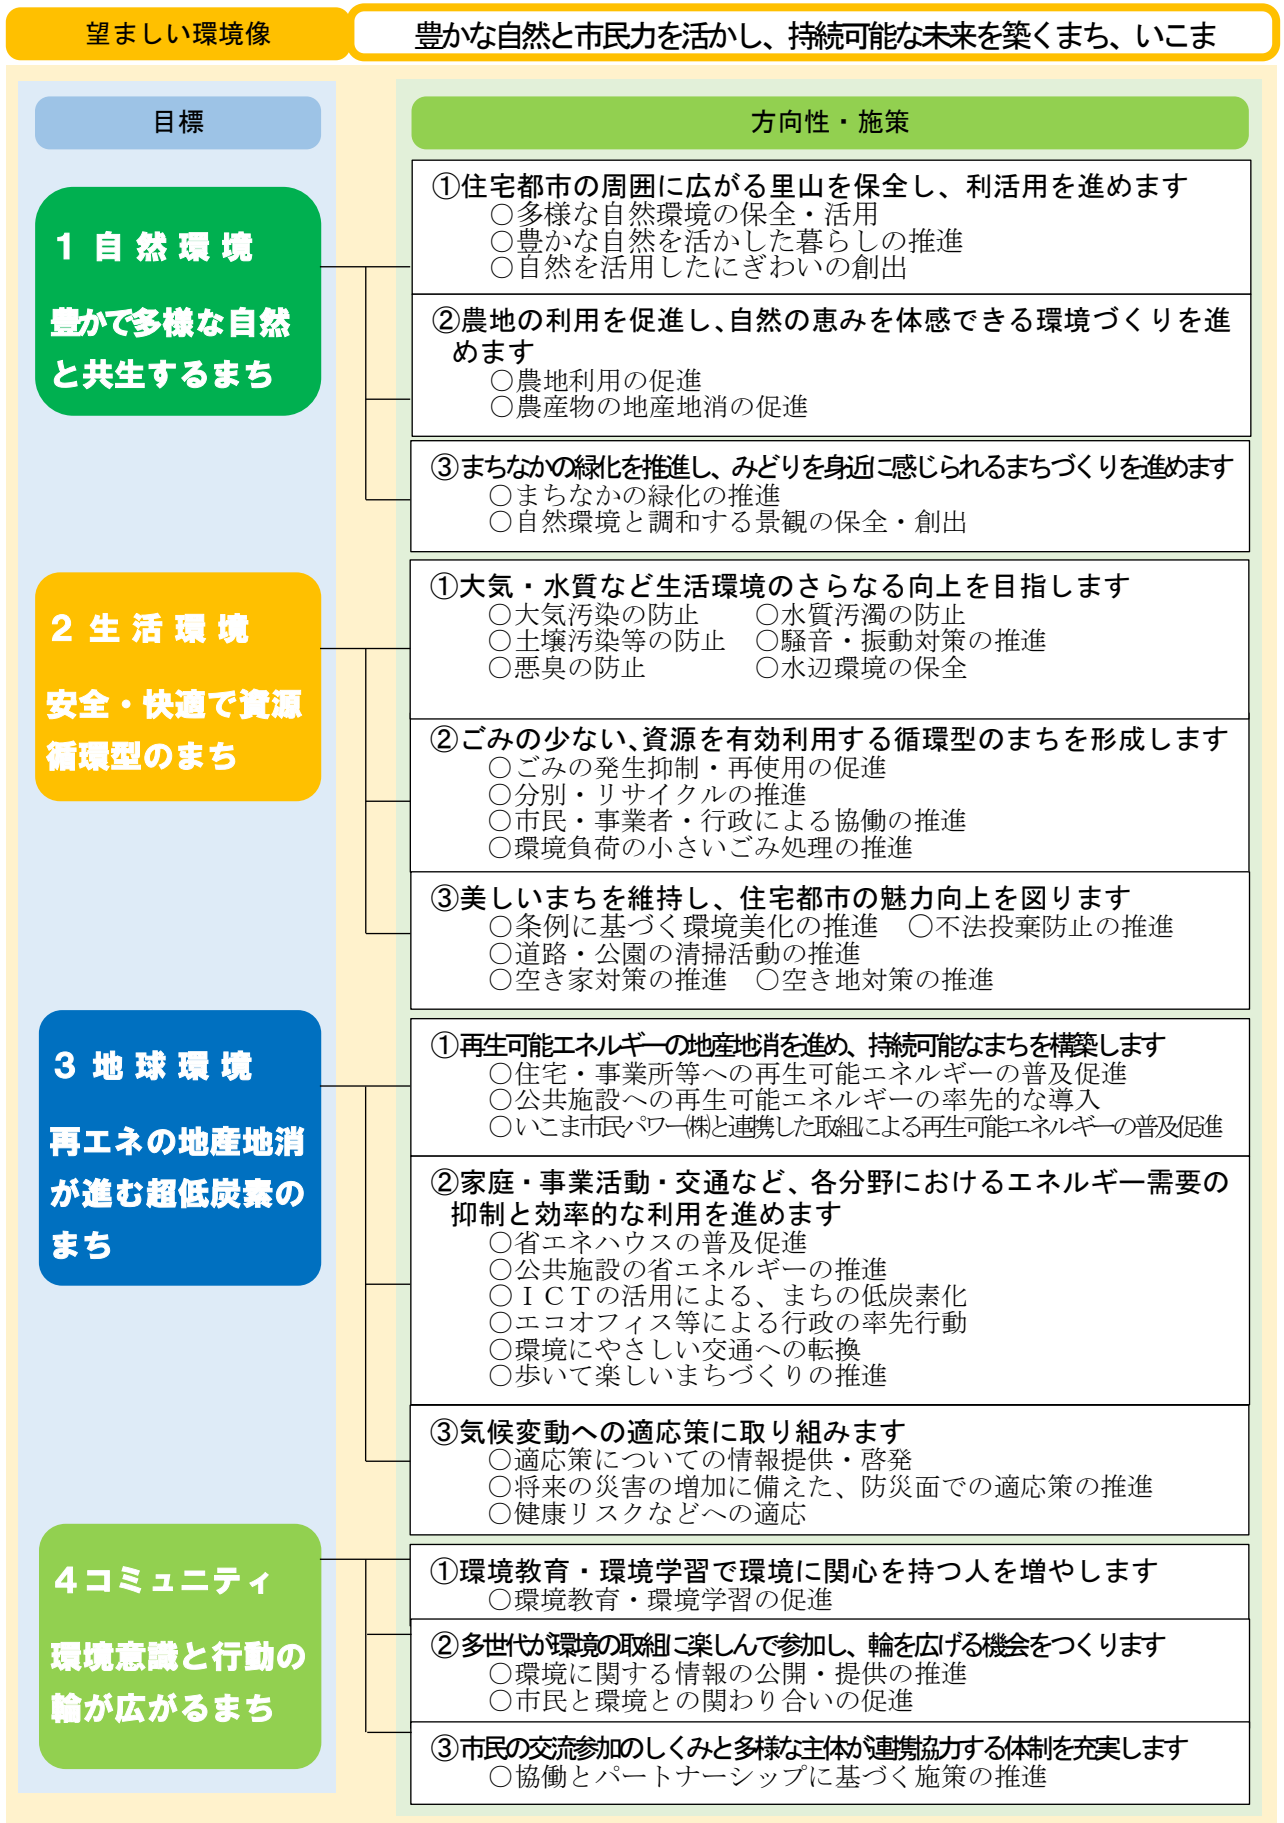 望ましい環境像
豊かな自然と市民力を活かし、持続可能な未来を築くまち、いこま
目標
方向性・施策
１自然環境
豊かで多様な自然
と共生するまち
①住宅都市の周囲に広がる里山を保全し、利活用を進めます
○多様な自然環境の保全・活用
○豊かな自然を活かした暮らしの推進
○自然を活用したにぎわいの創出
②農地の利用を促進し、自然の恵みを体感できる環境づくりを進
めます
○農地利用の促進
○農産物の地産地消の促進
③まちなかの緑化を推進し、みどりを身近に感じられるまちづくりを進めます
○まちなかの緑化の推進
○自然環境と調和する景観の保全・創出
２生活環境
安全・快適で資源
循環型のまち
①大気・水質など生活環境のさらなる向上を目指します
○大気汚染の防止　○水質汚濁の防止
○土壌汚染等の防止　○騒音・振動対策の推進
○悪臭の防止　○水辺環境の保全
②ごみの少ない、資源を有効利用する循環型のまちを形成します
○ごみの発生抑制・再使用の促進
○分別・リサイクルの推進
○市民・事業者・行政による協働の推進
○環境負荷の小さいごみ処理の推進
③美しいまちを維持し、住宅都市の魅力向上を図ります
○条例に基づく環境美化の推進　○不法投棄防止の推進
○道路・公園の清掃活動の推進
○空き家対策の推進　○空き地対策の推進
３地球環境
再エネの地産地消
が進む超低炭素の
まち
①再生可能エネルギーの地産地消を進め、持続可能なまちを構築します
○住宅・事業所等への再生可能エネルギーの普及促進
○公共施設への再生可能エネルギーの率先的な導入
○いこま市民パワー㈱と連携した取組による再生可能エネルギーの普及促進
②家庭・事業活動・交通など、各分野におけるエネルギー需要の
抑制と効率的な利用を進めます
○省エネハウスの普及促進
○公共施設の省エネルギーの推進
○ＩＣＴの活用による、まちの低炭素化
○エコオフィス等による行政の率先行動
○環境にやさしい交通への転換
○歩いて楽しいまちづくりの推進
③気候変動への適応策に取り組みます
○適応策についての情報提供・啓発
○将来の災害の増加に備えた、防災面での適応策の推進
○健康リスクなどへの適応
４コミュニティ
環境意識と行動の
輪が広がるまち
①環境教育・環境学習で環境に関心を持つ人を増やします
○環境教育・環境学習の促進
②多世代が環境の取組に楽しんで参加し、輪を広げる機会をつくります
○環境に関する情報の公開・提供の推進
○市民と環境との関わり合いの促進
③市民の交流参加のしくみと多様な主体が連携協力する体制を充実します
○協働とパートナーシップに基づく施策の推進